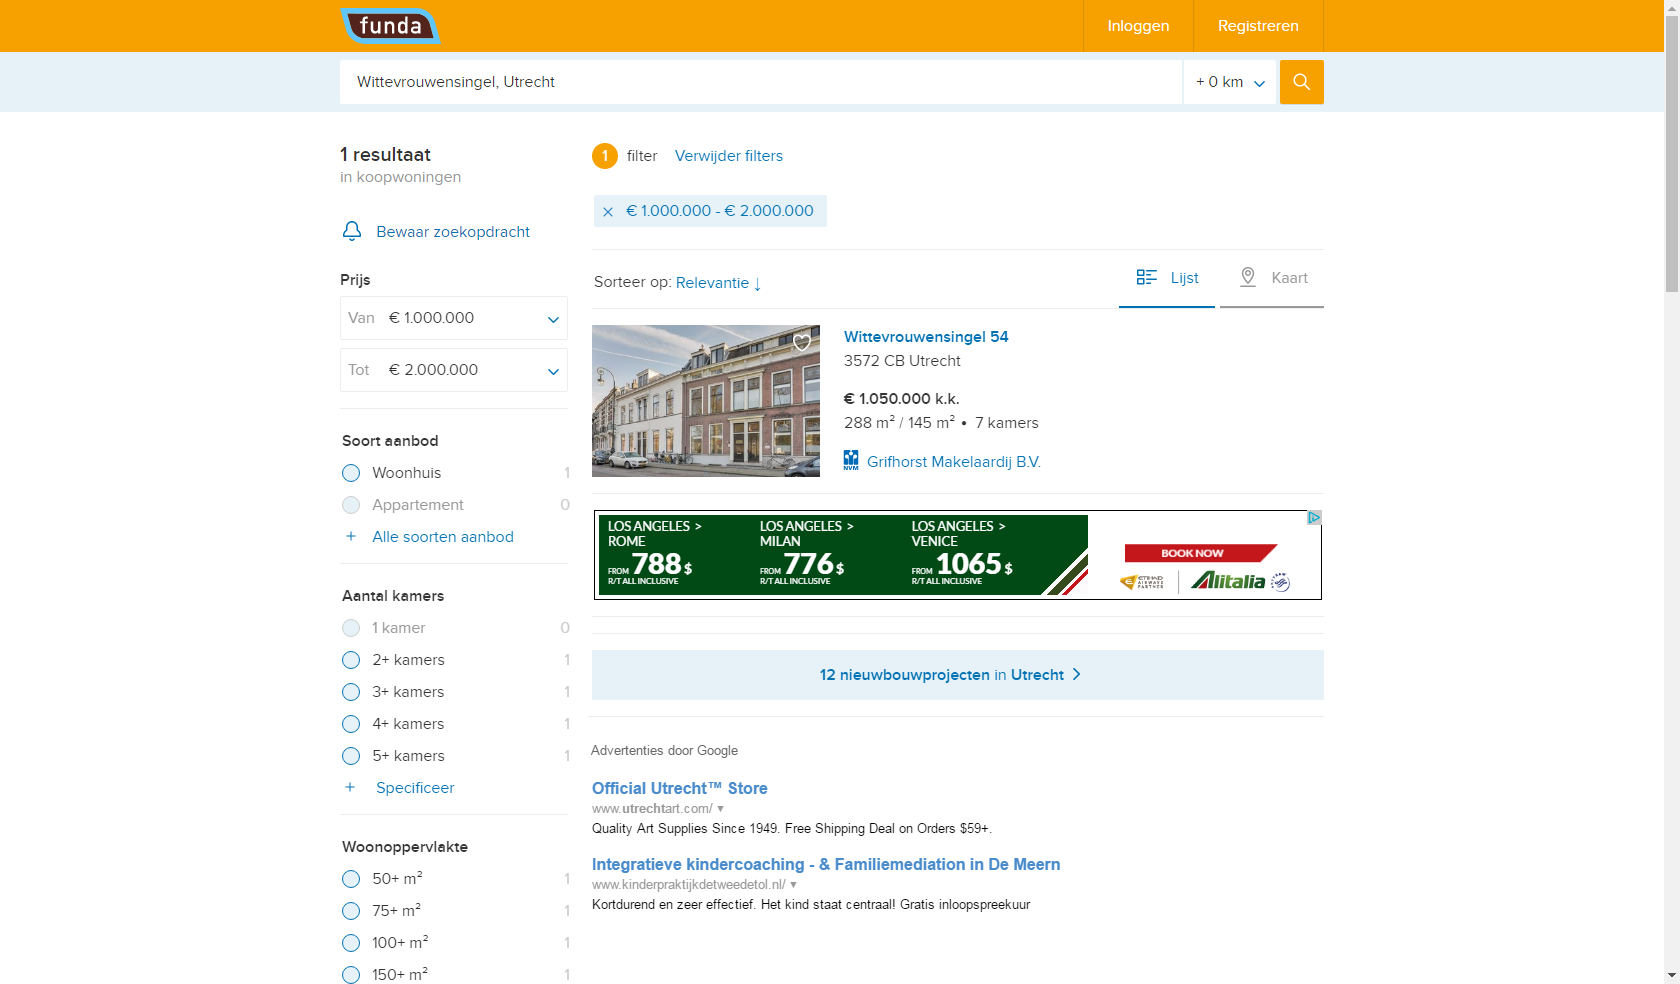 funda
Inloggen
Registreren
Wittevrouwensingel, Utrecht
+ 0 km
1 resultaat
in koopwoningen
Bewaar zoekopdracht
Prijs
Van € 1.000.000
Tot € 2.000.000
Soort aanbod
Woonhuis 1
Appartement 0
+ Alle soorten aanbod
Aantal kamers
1 kamer 0
2+ kamers 1
3+ kamers 1
4+ kamers 1
5+ kamers 1
+ Specificeer
Woonoppervlakte
50+ m² 1
75+ m² 1
100+ m² 1
150+ m² 1
1 filter Verwijder filters
× € 1.000.000 - € 2.000.000
Sorteer op: Relevantie ↓
Lijst
Kaart
Wittevrouwensingel 54
3572 CB Utrecht
€ 1.050.000 k.k.
288 m² / 145 m² • 7 kamers
NVM Grifhorst Makelaardij B.V.
LOS ANGELES >
ROME
FROM 788 $
R/T ALL INCLUSIVE
LOS ANGELES >
MILAN
FROM 776 $
R/T ALL INCLUSIVE
LOS ANGELES >
VENICE
FROM 1065 $
R/T ALL INCLUSIVE
BOOK NOW
ETIHAD
AIRWAYS
PARTNER
Alitalia
12 nieuwbouwprojecten in Utrecht >
Advertenties door Google
Official Utrecht™ Store
www.utrechtart.com/ ▼
Quality Art Supplies Since 1949. Free Shipping Deal on Orders $59+.
Integratieve kindercoaching - & Familiemediation in De Meern
www.kinderpraktijkdetweedetol.nl/ ▼
Kortdurend en zeer effectief. Het kind staat centraal! Gratis inloopspreekuur